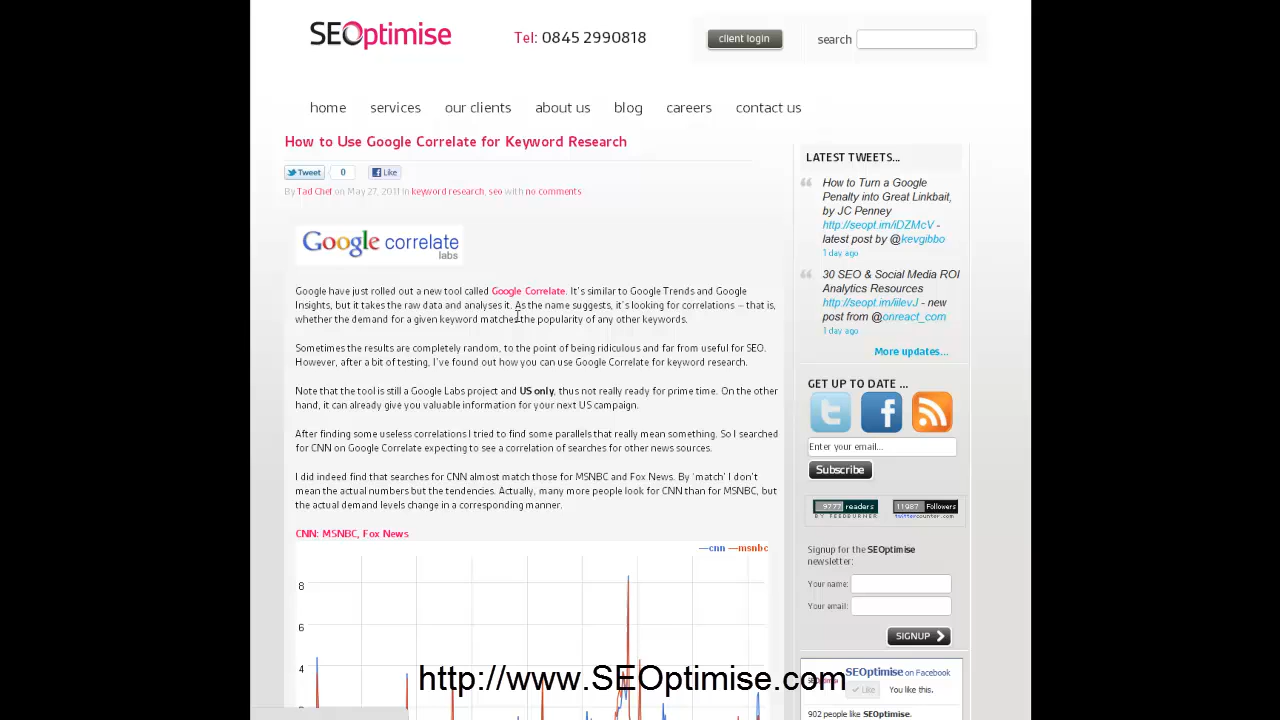 SEOptimise
Tel: 0845 2990818
client login
search
home services our clients about us blog careers contact us
How to Use Google Correlate for Keyword Research
Tweet 0 Like
By Tad Chef on May 27, 2011 in keyword research, seo with no comments
Google correlate
labs
Google have just rolled out a new tool called Google Correlate. It's similar to Google Trends and Google
Insights, but it takes the raw data and analyses it. As the name suggests, it's looking for correlations – that is,
whether the demand for a given keyword matches the popularity of any other keywords.
Sometimes the results are completely random, to the point of being ridiculous and far from useful for SEO.
However, after a bit of testing, I've found out how you can use Google Correlate for keyword research.
Note that the tool is still a Google Labs project and US only, thus not really ready for prime time. On the other
hand, it can already give you valuable information for your next US campaign.
After finding some useless correlations I tried to find some parallels that really mean something. So I searched
for CNN on Google Correlate expecting to see a correlation of searches for other news sources.
I did indeed find that searches for CNN almost match those for MSNBC and Fox News. By 'match' I don't
mean the actual numbers but the tendencies. Actually, many more people look for CNN than for MSNBC, but
the actual demand levels change in a corresponding manner.
CNN: MSNBC, Fox News
cnn msnbc
8
6
4
LATEST TWEETS...
How to Turn a Google
Penalty into Great Linkbait,
by JC Penney
http://seopt.im/iDZMcV -
latest post by @kevgibbo
1 day ago
30 SEO & Social Media ROI
Analytics Resources
http://seopt.im/iilevJ - new
post from @onreact_com
1 day ago
More updates...
GET UP TO DATE ...
Enter your email...
Subscribe
9777 readers
BY FEEDBURNER
11987 Followers
twittercounter.com
Signup for the SEOptimise
newsletter:
Your name:
Your email:
SIGNUP
SEOptimise on Facebook
Like You like this.
902 people like SEOptimise.
http://www.SEOptimise.com